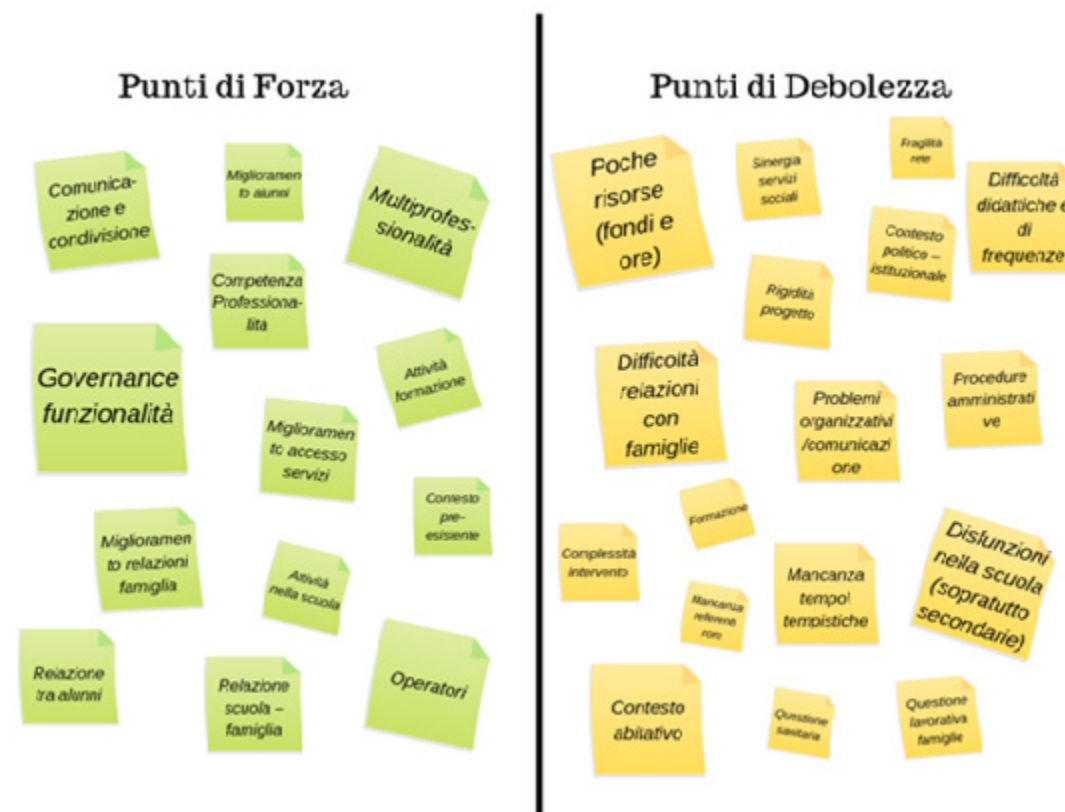 Punti di Forza
Comunica-
zione e
condivisione
Miglioramen
to alunni
Multiprofes-
sionalità
Competenza
Professiona-
lità
Governance
funzionalità
Attività
formazione
Miglioramen
to accesso
servizi
Contesto
pre-
esisiente
Miglioramen
to relazioni
famiglia
Attività
nella scuola
Relazione
tra alunni
Relazione
scuola –
famiglia
Operatori
Punti di Debolezza
Poche
risorse
(fondi e
ore)
Sinergia
servizi
sociali
Fragilità
rete
Difficoltà
didattiche e
di
frequenze
Contesto
politico –
istituzionale
Rigidità
progetto
Difficoltà
relazioni
con
famiglie
Problemi
organizzativi
/comunicazi
one
Procedure
amministrati
ve
Formazione
Complessità
intervento
Mancanza
referenti
rom
Mancanza
tempo/
tempistiche
Disfunzioni
nella scuola
(sopratutto
secondarie)
Contesto
abitativo
Questione
sanitaria
Questione
lavorativa
famiglie